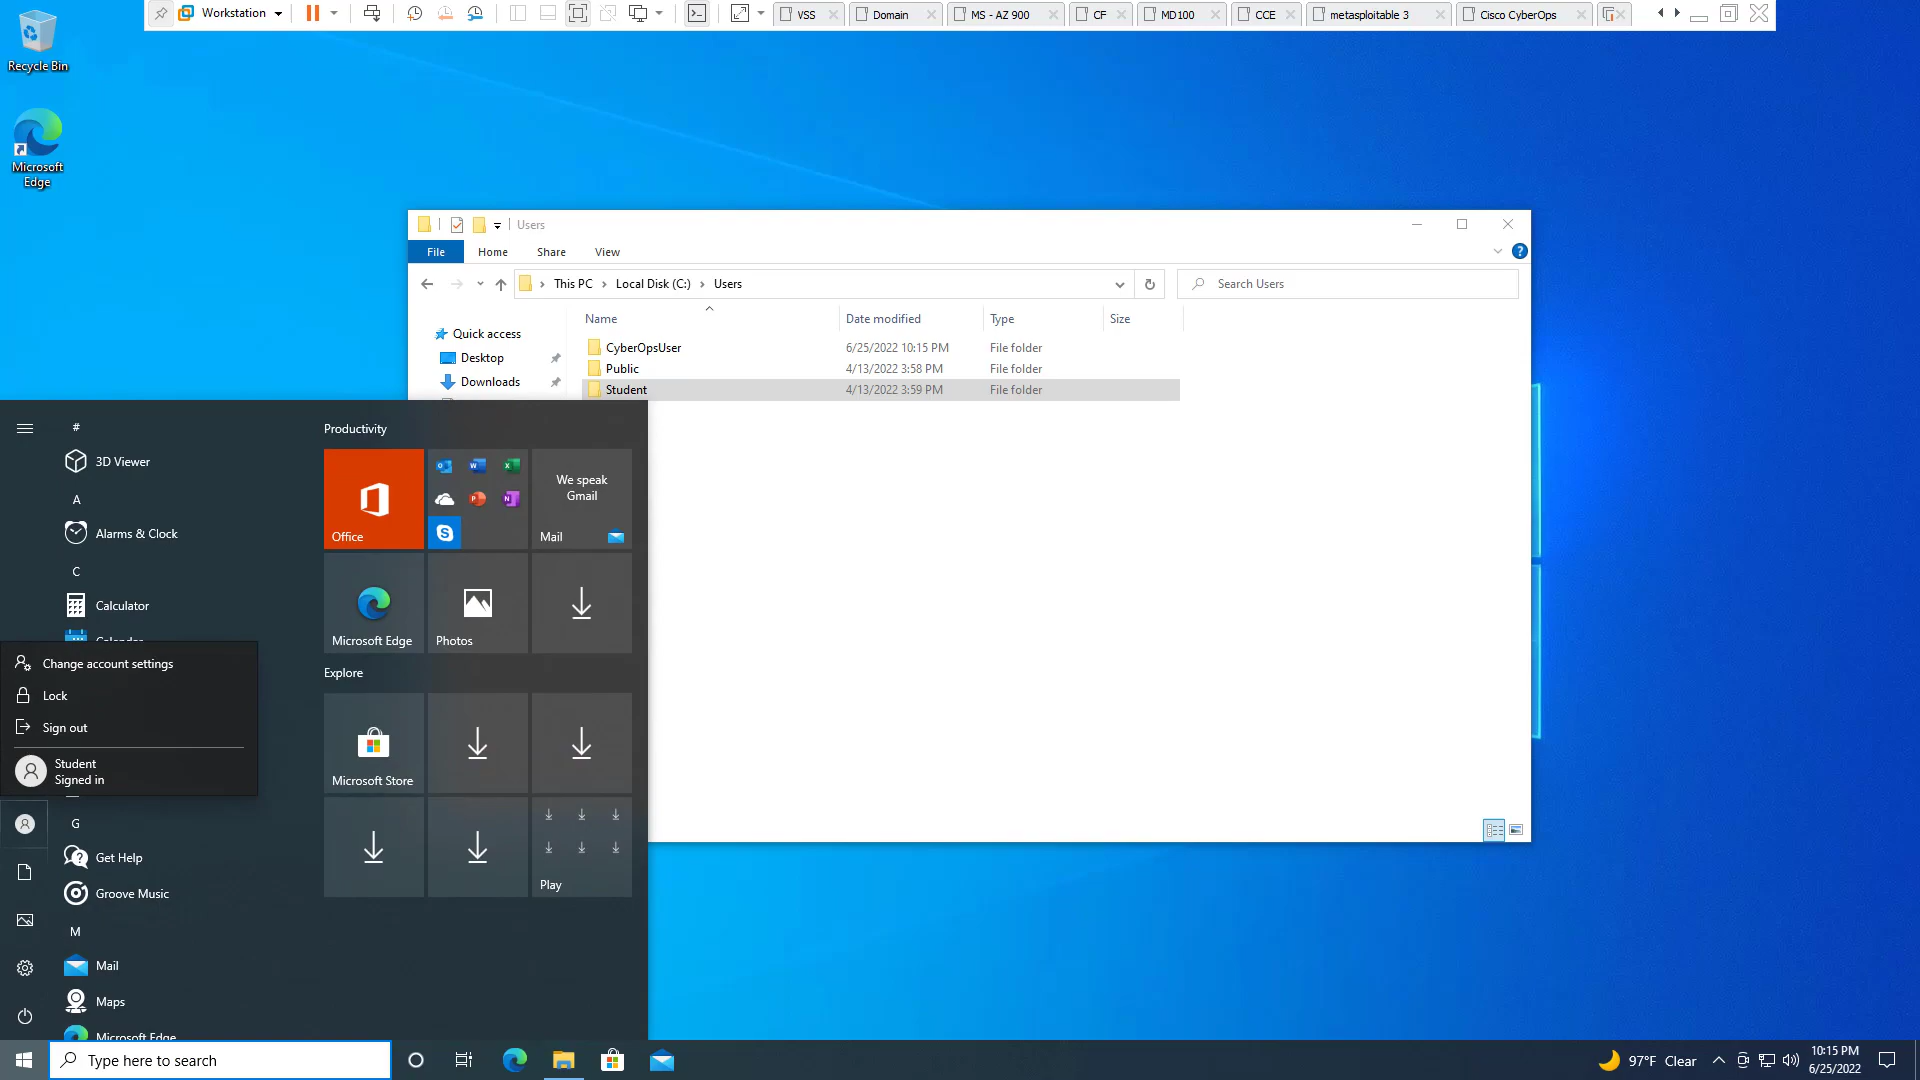 Workstation
VSS
Domain
MS - AZ 900
CF
MD100
CCE
metasploitable 3
Cisco CyberOps
Recycle Bin
Microsoft
Edge
Users
File
Home
Share
View
This PC
Local Disk (C:)
Users
Search Users
Name
Date modified
Type
Size
Quick access
Desktop
Downloads
CyberOpsUser
6/25/2022 10:15 PM
File folder
Public
4/13/2022 3:58 PM
File folder
Student
4/13/2022 3:59 PM
File folder
#
3D Viewer
A
Alarms & Clock
C
Calculator
Calendar
Change account settings
Lock
Sign out
Student
Signed in
G
Get Help
Groove Music
M
Mail
Maps
Microsoft Edge
Productivity
Office
We speak
Gmail
Mail
Microsoft Edge
Photos
Explore
Microsoft Store
Play
Type here to search
97°F Clear
10:15 PM
6/25/2022